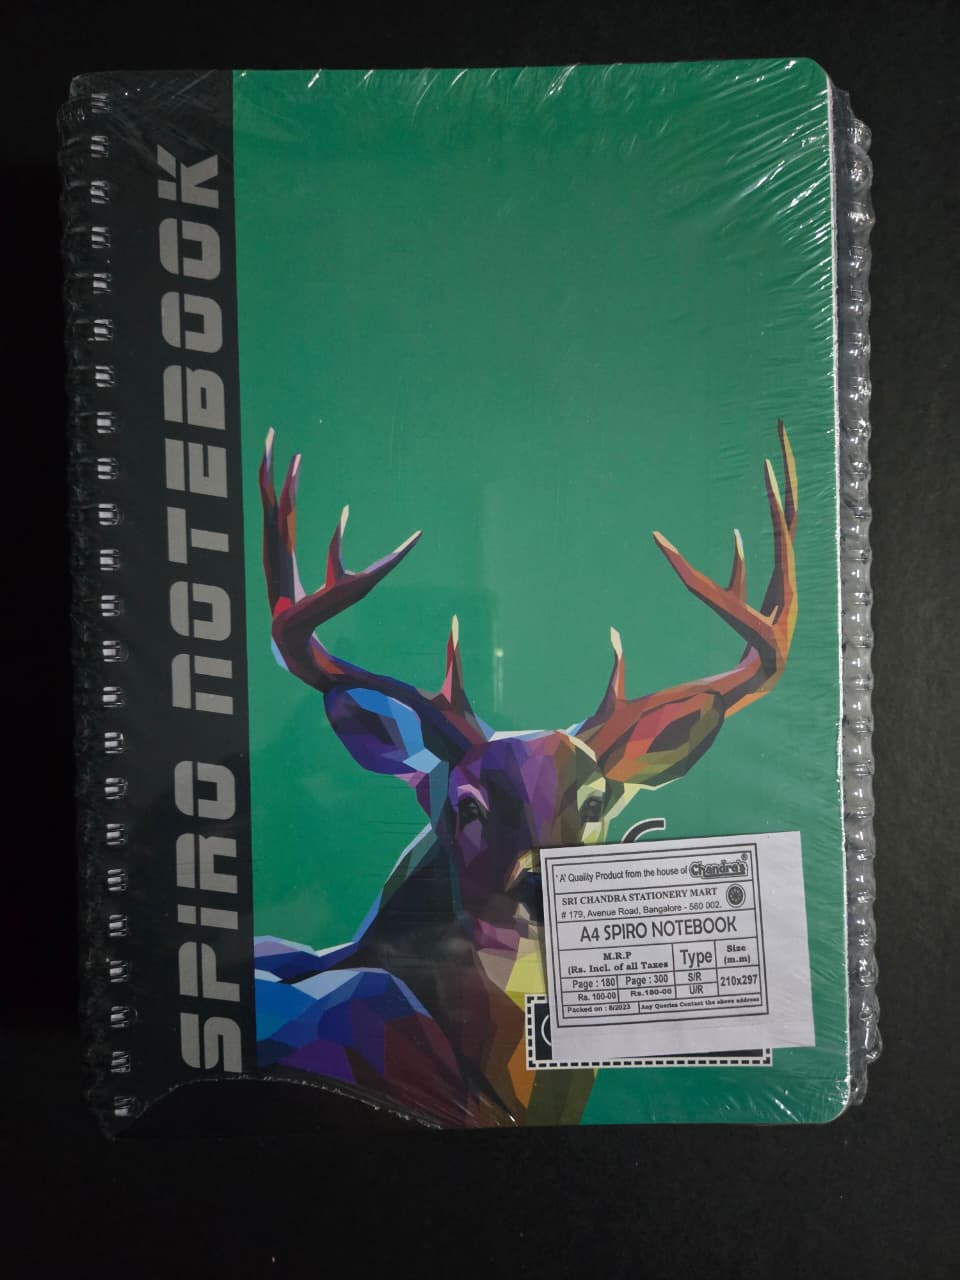 SPIRO NOTEBOOK
'A' Quality Product from the house of Chandra's®
SRI CHANDRA STATIONERY MART
# 179, Avenue Road, Bangalore - 560 002.
A4 SPIRO NOTEBOOK
M.R.P
(Rs. Incl. of all Taxes
Type
Size
(m.m)
Page : 180
Page : 300
S/R
210x297
Rs. 100-00
Rs.180-00
U/R
Packed on : 8/2023
Any Queries Contact the above address